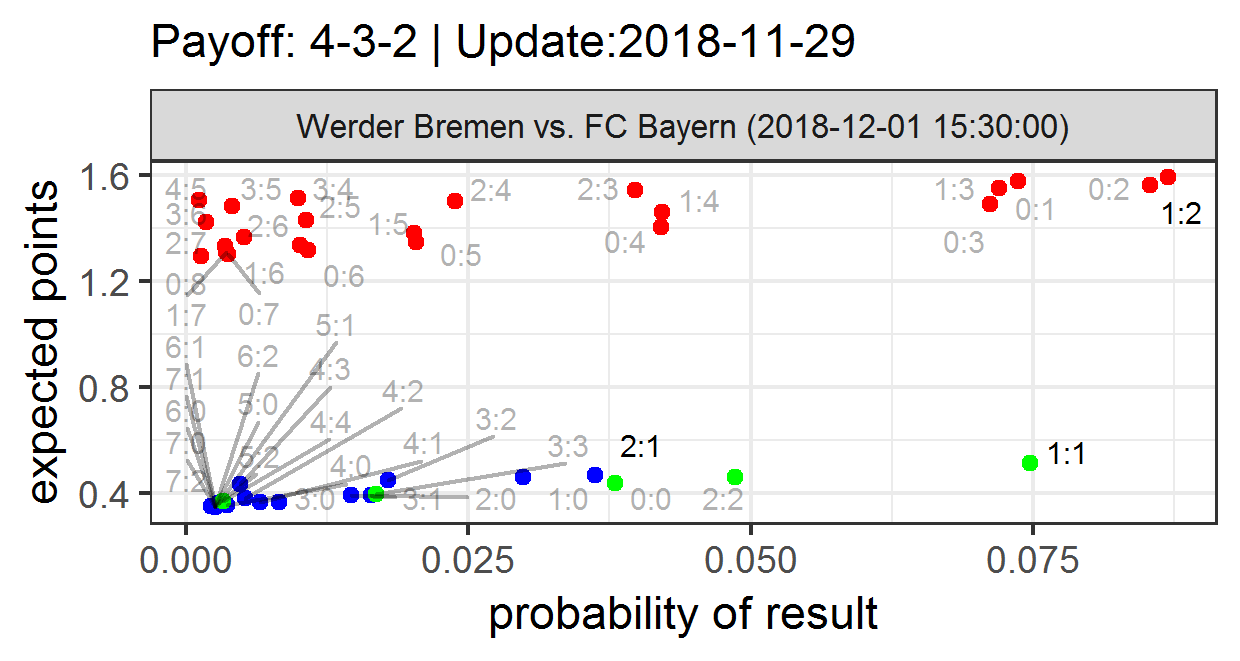 Payoff: 4-3-2 | Update:2018-11-29
Werder Bremen vs. FC Bayern (2018-12-01 15:30:00)
expected points
1.6
1.2
0.8
0.4
4:5 3:5 3:4 2:4 2:3 1:4 1:3 0:1 0:2 1:2
3:6 2:6 2:5 1:5 0:4 0:3
2:7 0:5
0:8 1:6 0:6
1:7 0:7 5:1
6:1 6:2 4:3 4:2
7:1 5:0 4:4 3:2
6:0 4:1 3:3 2:1 1:1
7:0 5:2 4:0
7:2 3:0 3:1 2:0 1:0 0:0 2:2
0.000 0.025 0.050 0.075
probability of result